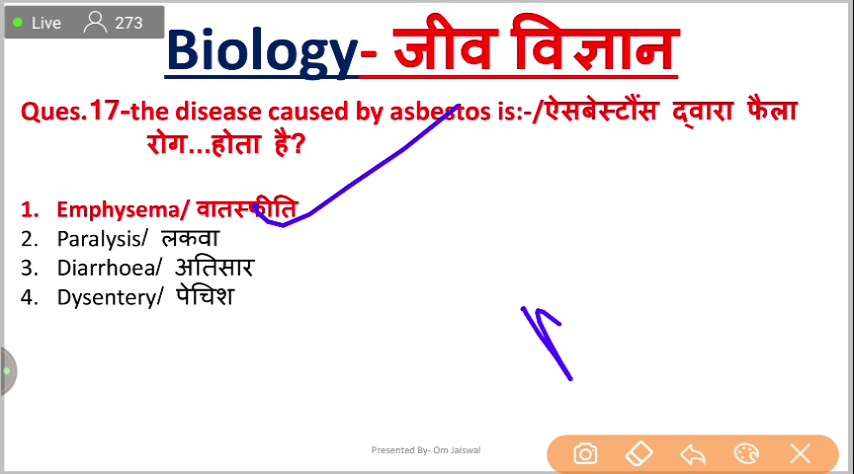 Live 273
Biology- जीव विज्ञान
Ques.17-the disease caused by asbestos is:-/ऐसबेस्टौंस द्वारा फैला
रोग...होता है?
1. Emphysema/ वातस्फीति
2. Paralysis/ लकवा
3. Diarrhoea/ अतिसार
4. Dysentery/ पेचिश
Presented By- Om Jaiswal